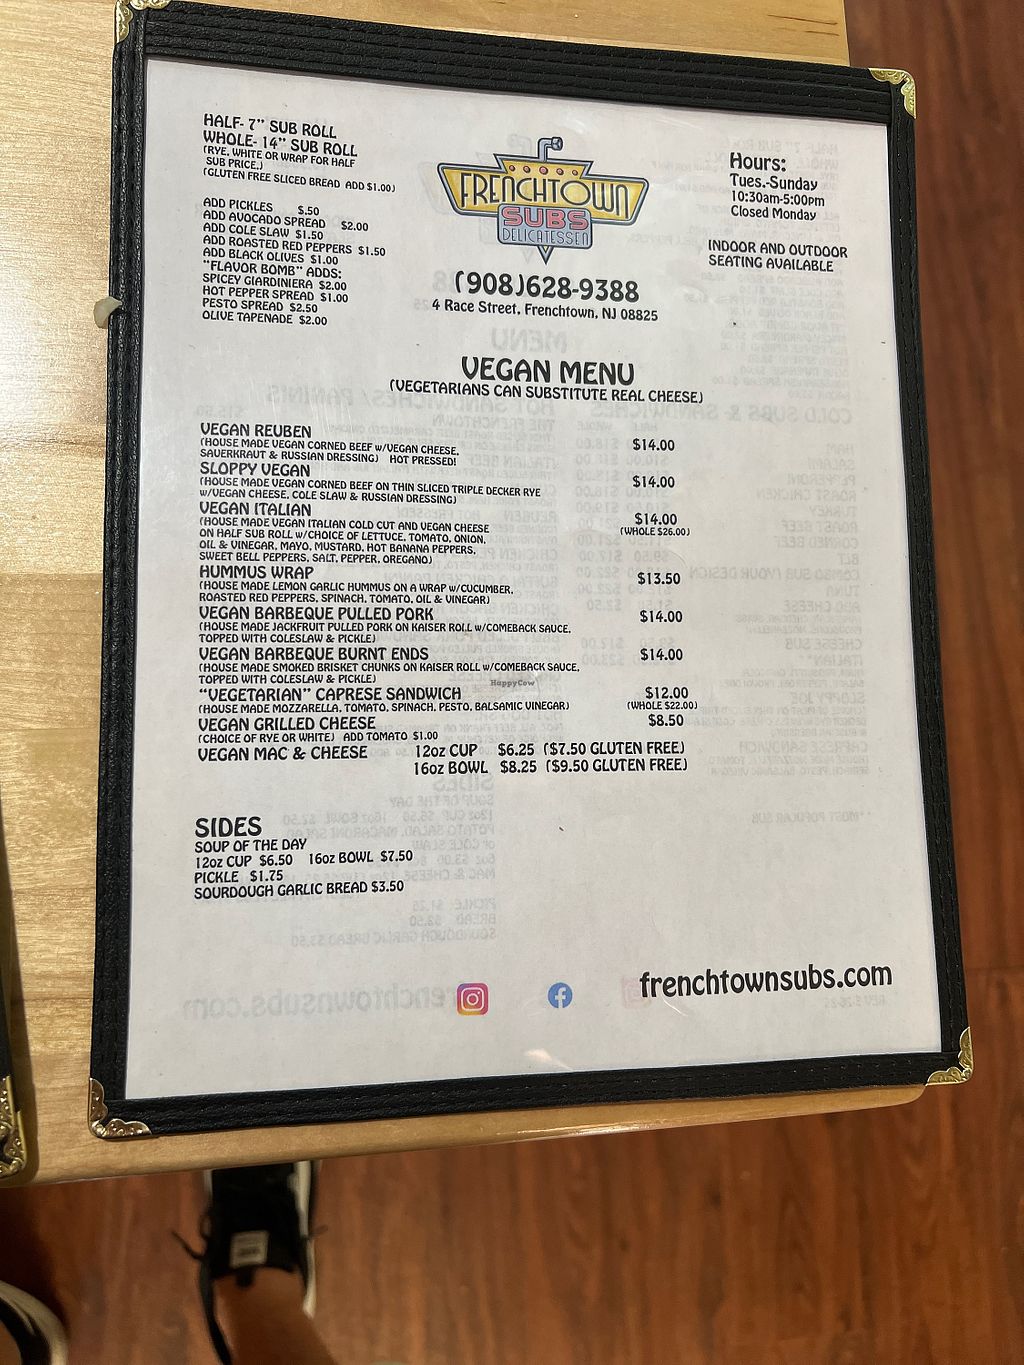 HALF- 7" SUB ROLL
WHOLE- 14" SUB ROLL
(RYE, WHITE OR WRAP FOR HALF
SUB PRICE.)
(GLUTEN FREE SLICED BREAD ADD $1.00)
ADD PICKLES $.50
ADD AVOCADO SPREAD $2.00
ADD COLE SLAW $1.50
ADD ROASTED RED PEPPERS $1.50
ADD BLACK OLIVES $1.00
"FLAVOR BOMB" ADDS:
SPICEY GIARDINIERA $2.00
HOT PEPPER SPREAD $1.00
PESTO SPREAD $2.50
OLIVE TAPENADE $2.00
FRENCHTOWN
SUBS
DELICATESSEN
(908)628-9388
4 Race Street, Frenchtown, NJ 08825
Hours:
Tues.-Sunday
10:30am-5:00pm
Closed Monday
INDOOR AND OUTDOOR
SEATING AVAILABLE
VEGAN MENU
(VEGETARIANS CAN SUBSTITUTE REAL CHEESE)
VEGAN REUBEN $14.00
(HOUSE MADE VEGAN CORNED BEEF w/VEGAN CHEESE,
SAUERKRAUT & RUSSIAN DRESSING) HOT PRESSED!
SLOPPY VEGAN $14.00
(HOUSE MADE VEGAN CORNED BEEF ON THIN SLICED TRIPLE DECKER RYE
w/VEGAN CHEESE, COLE SLAW & RUSSIAN DRESSING)
VEGAN ITALIAN $14.00
(HOUSE MADE VEGAN ITALIAN COLD CUT AND VEGAN CHEESE (WHOLE $26.00)
ON HALF SUB ROLL w/CHOICE OF LETTUCE, TOMATO, ONION,
OIL & VINEGAR, MAYO, MUSTARD, HOT BANANA PEPPERS,
SWEET BELL PEPPERS, SALT, PEPPER, OREGANO)
HUMMUS WRAP $13.50
(HOUSE MADE LEMON GARLIC HUMMUS ON A WRAP w/CUCUMBER,
ROASTED RED PEPPERS, SPINACH, TOMATO, OIL & VINEGAR)
VEGAN BARBEQUE PULLED PORK $14.00
(HOUSE MADE JACKFRUIT PULLED PORK ON KAISER ROLL w/COMEBACK SAUCE,
TOPPED WITH COLESLAW & PICKLE)
VEGAN BARBEQUE BURNT ENDS $14.00
(HOUSE MADE SMOKED BRISKET CHUNKS ON KAISER ROLL w/COMEBACK SAUCE,
TOPPED WITH COLESLAW & PICKLE)
HappyCow
"VEGETARIAN" CAPRESE SANDWICH $12.00
(HOUSE MADE MOZZARELLA, TOMATO, SPINACH, PESTO, BALSAMIC VINEGAR) (WHOLE $22.00)
VEGAN GRILLED CHEESE $8.50
(CHOICE OF RYE OR WHITE) ADD TOMATO $1.00
VEGAN MAC & CHEESE 12oz CUP $6.25 ($7.50 GLUTEN FREE)
16oz BOWL $8.25 ($9.50 GLUTEN FREE)
SIDES
SOUP OF THE DAY
12oz CUP $6.50 16oz BOWL $7.50
PICKLE $1.75
SOURDOUGH GARLIC BREAD $3.50
frenchtownsubs.com